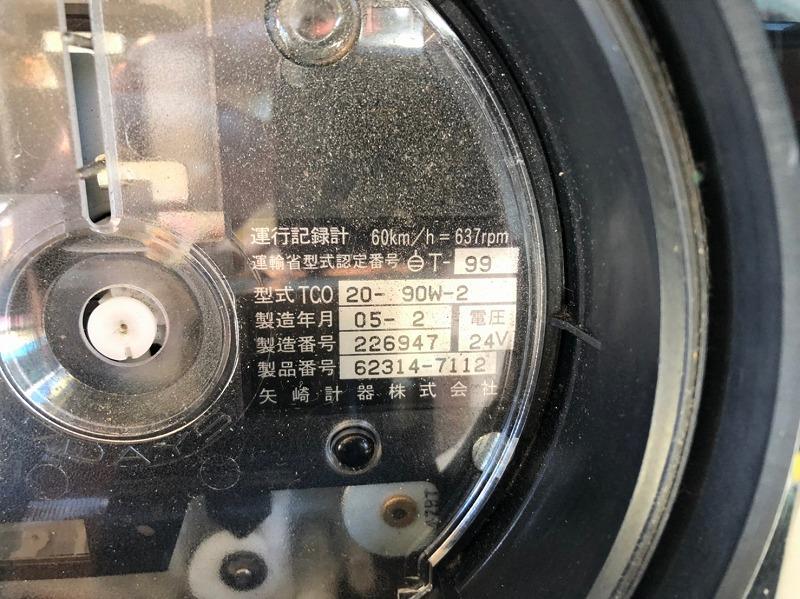 運行記録計 60km/h=637rpm
運輸省型式認定番号 ㊀T- 99
型式 TCO 20- 90W-2
製造年月 05- 2 電圧
製造番号 226947 24V
製品番号 62314-7112
矢崎計器株式会社